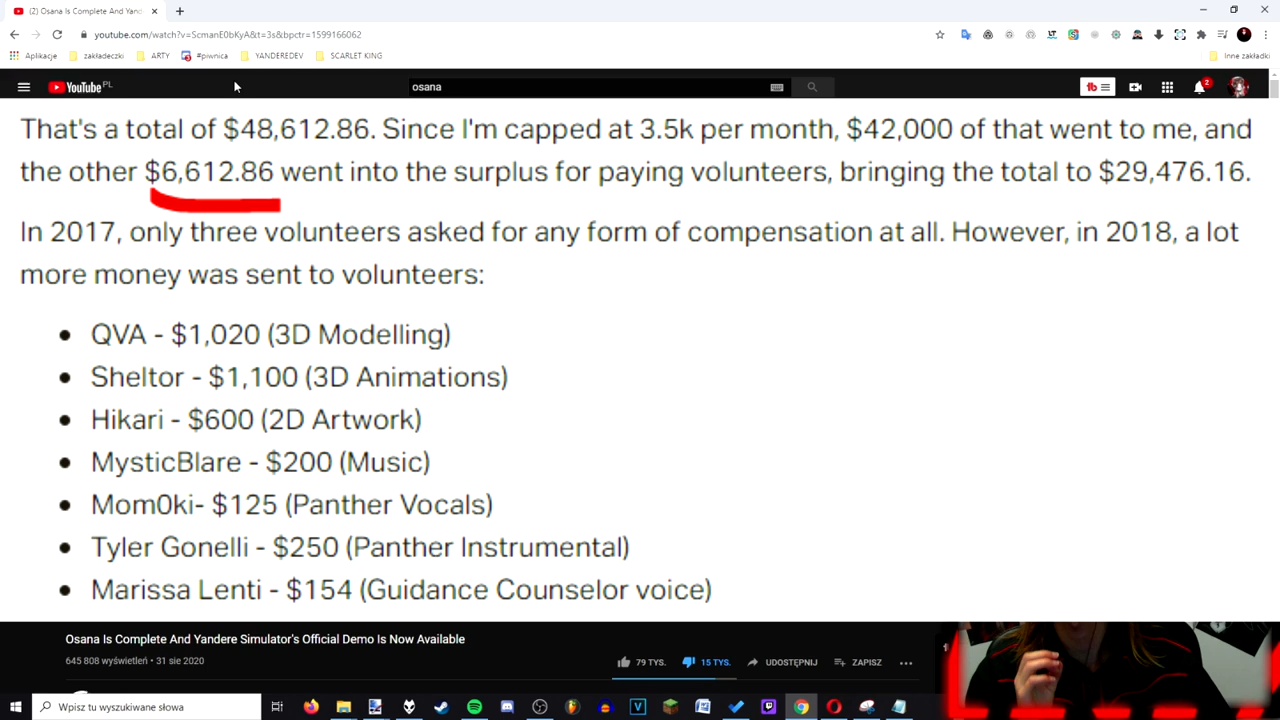 (2) Osana Is Complete And Yandere
youtube.com/watch?v=ScmanE0bKyA&t=3s&bpctr=1599166062
Aplikacje zakładeczki ARTY #piwnica YANDEREDEV SCARLET KING Inne zakładki
YouTube PL osana 2
That's a total of $48,612.86. Since I'm capped at 3.5k per month, $42,000 of that went to me, and
the other $6,612.86 went into the surplus for paying volunteers, bringing the total to $29,476.16.
In 2017, only three volunteers asked for any form of compensation at all. However, in 2018, a lot
more money was sent to volunteers:
• QVA - $1,020 (3D Modelling)
• Sheltor - $1,100 (3D Animations)
• Hikari - $600 (2D Artwork)
• MysticBlare - $200 (Music)
• Mom0ki- $125 (Panther Vocals)
• Tyler Gonelli - $250 (Panther Instrumental)
• Marissa Lenti - $154 (Guidance Counselor voice)
Osana Is Complete And Yandere Simulator's Official Demo Is Now Available
645 808 wyświetleń • 31 sie 2020
79 TYS. 15 TYS. UDOSTĘPNIJ ZAPISZ
Wpisz tu wyszukiwane słowa